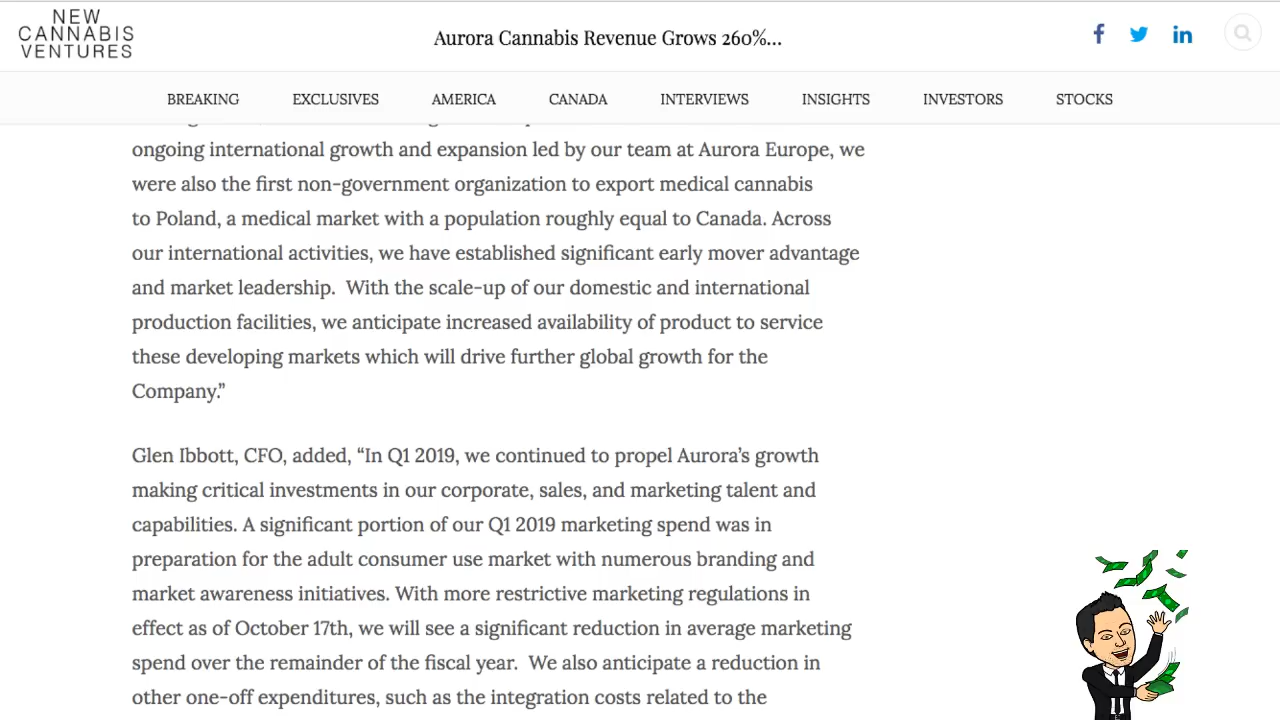 NEW
CANNABIS
VENTURES
Aurora Cannabis Revenue Grows 260%...
BREAKING EXCLUSIVES AMERICA CANADA INTERVIEWS INSIGHTS INVESTORS STOCKS
ongoing international growth and expansion led by our team at Aurora Europe, we
were also the first non-government organization to export medical cannabis
to Poland, a medical market with a population roughly equal to Canada. Across
our international activities, we have established significant early mover advantage
and market leadership.  With the scale-up of our domestic and international
production facilities, we anticipate increased availability of product to service
these developing markets which will drive further global growth for the
Company.”
Glen Ibbott, CFO, added, “In Q1 2019, we continued to propel Aurora’s growth
making critical investments in our corporate, sales, and marketing talent and
capabilities. A significant portion of our Q1 2019 marketing spend was in
preparation for the adult consumer use market with numerous branding and
market awareness initiatives. With more restrictive marketing regulations in
effect as of October 17th, we will see a significant reduction in average marketing
spend over the remainder of the fiscal year.  We also anticipate a reduction in
other one-off expenditures, such as the integration costs related to the